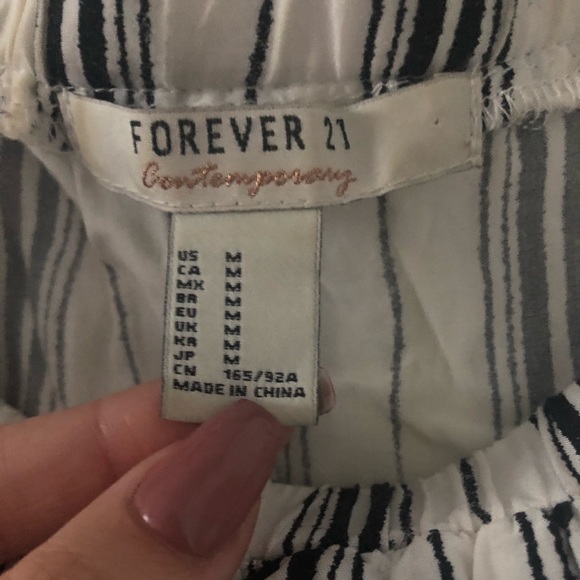 FOREVER 21
Contemporary
US M
CA M
MX M
BR M
EU M
UK M
KR M
JP M
CN 165/92A
MADE IN CHINA